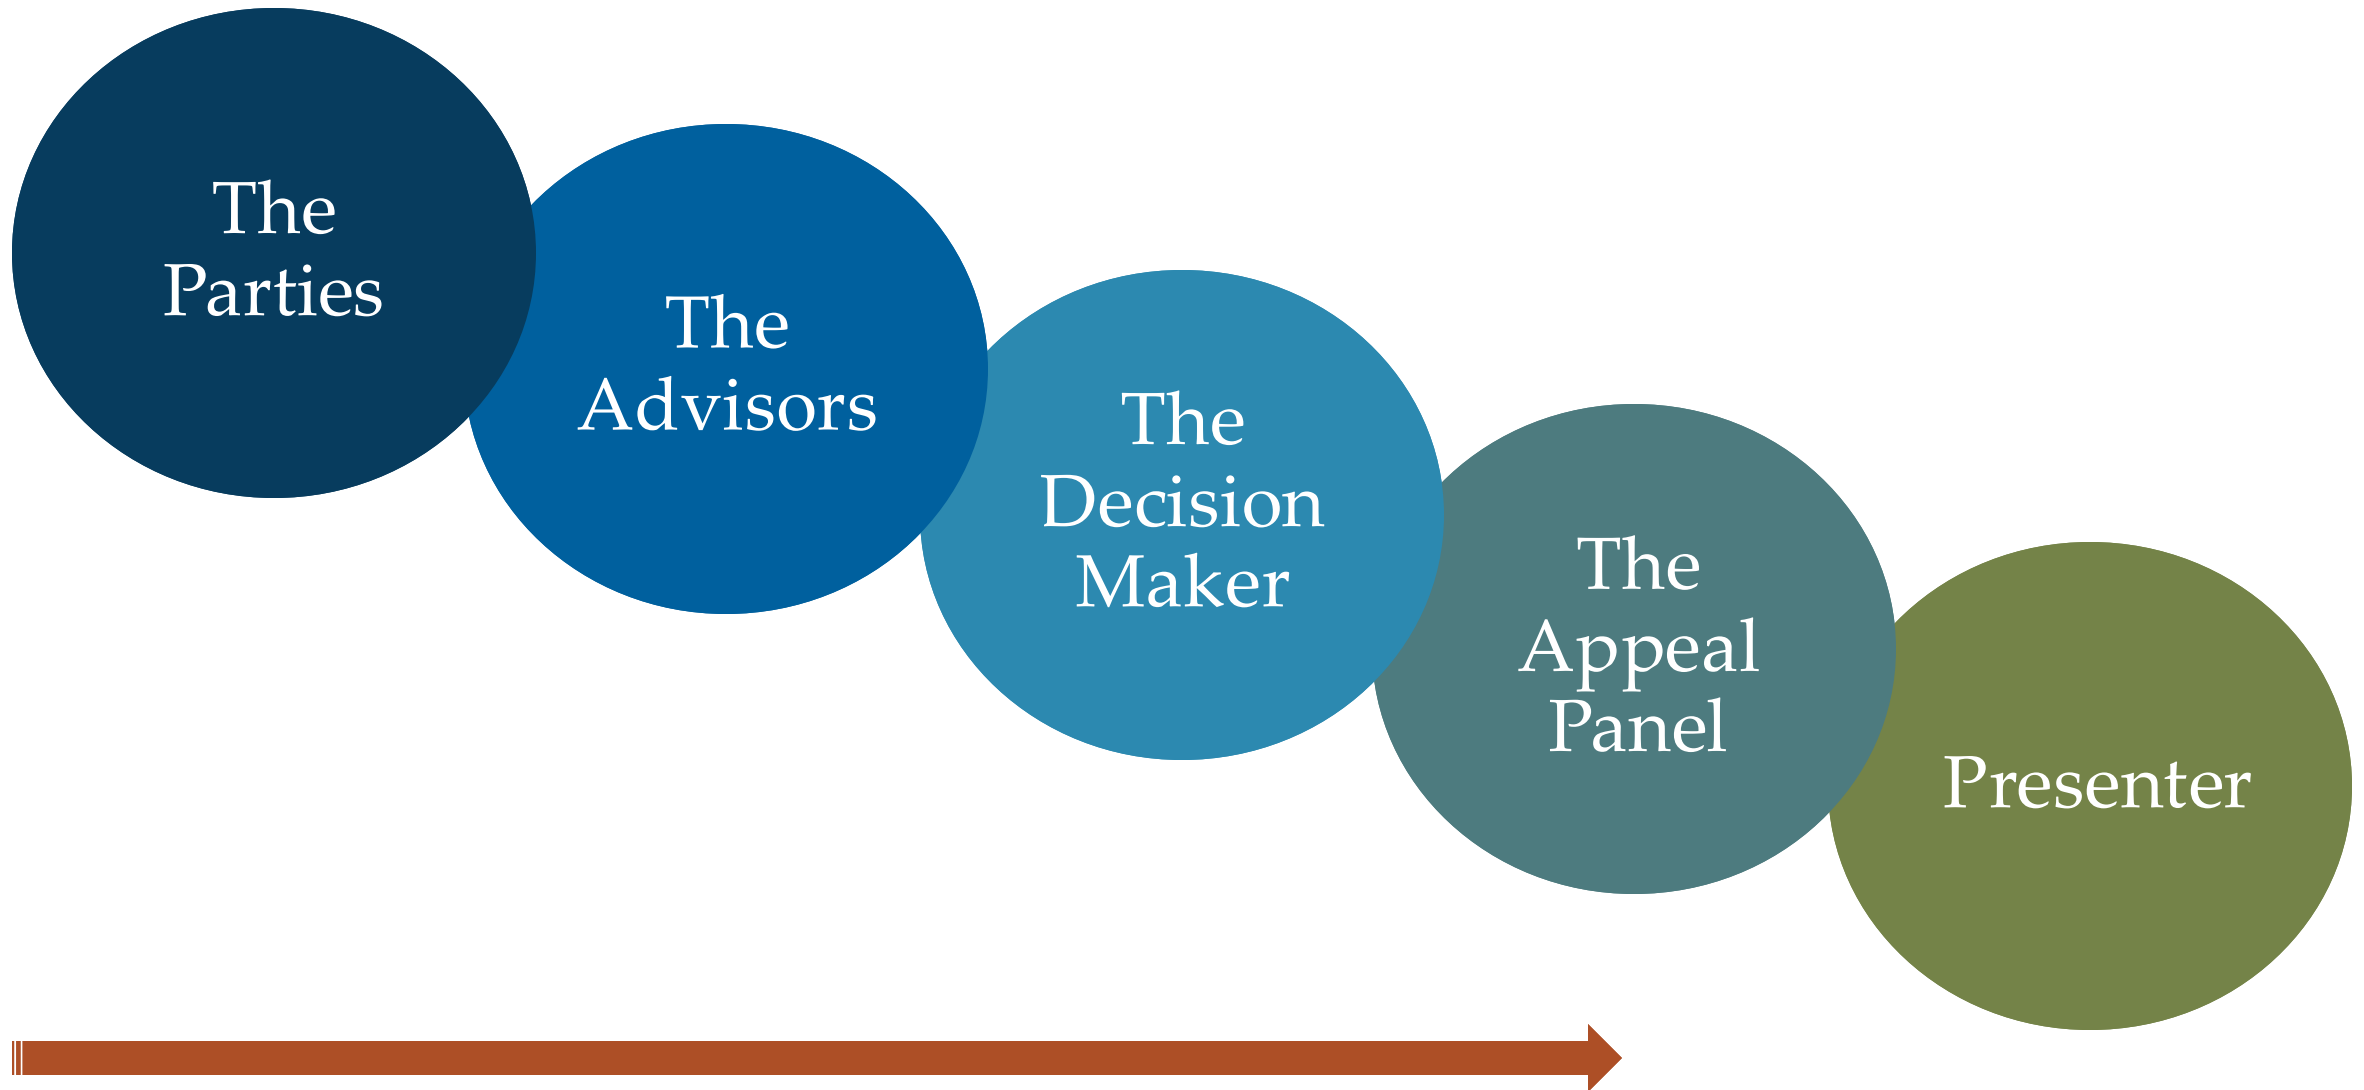 The
Parties
The
Advisors
The
Decision
Maker
The
Appeal
Panel
Presenter